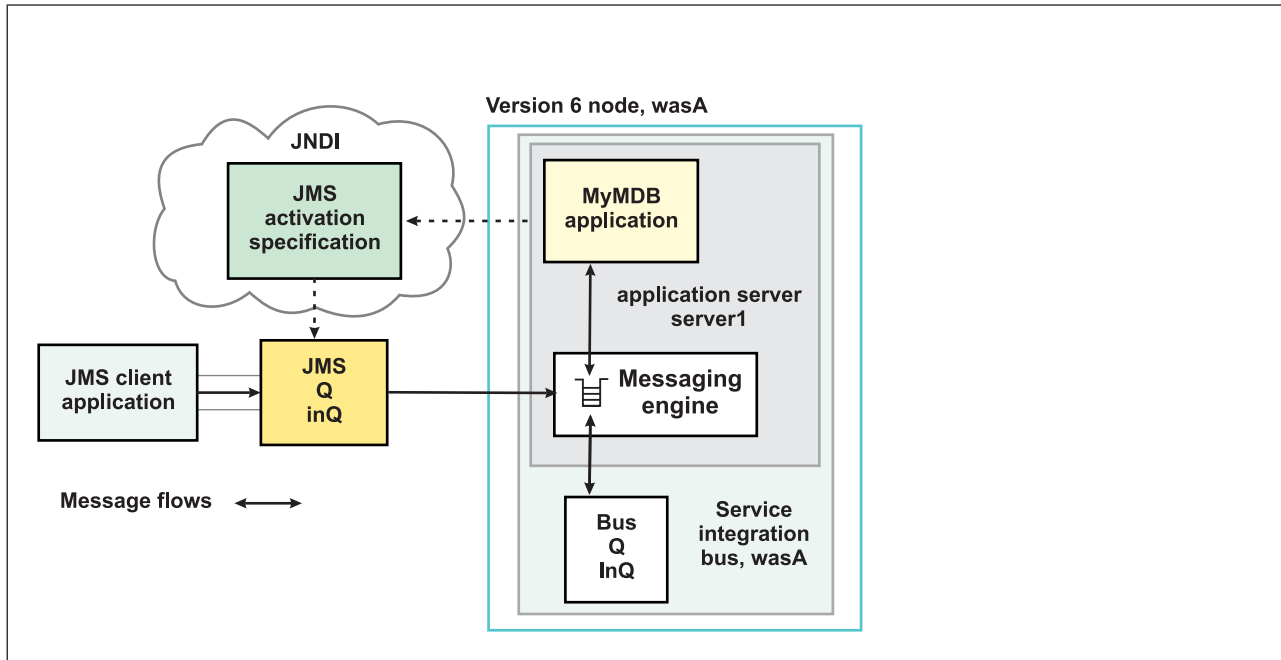 Version 6 node, wasA
JNDI
JMS
activation
specification
MyMDB
application
application server
server1
JMS client
application
JMS
Q
inQ
Messaging
engine
Message flows
Bus
Q
InQ
Service
integration
bus, wasA